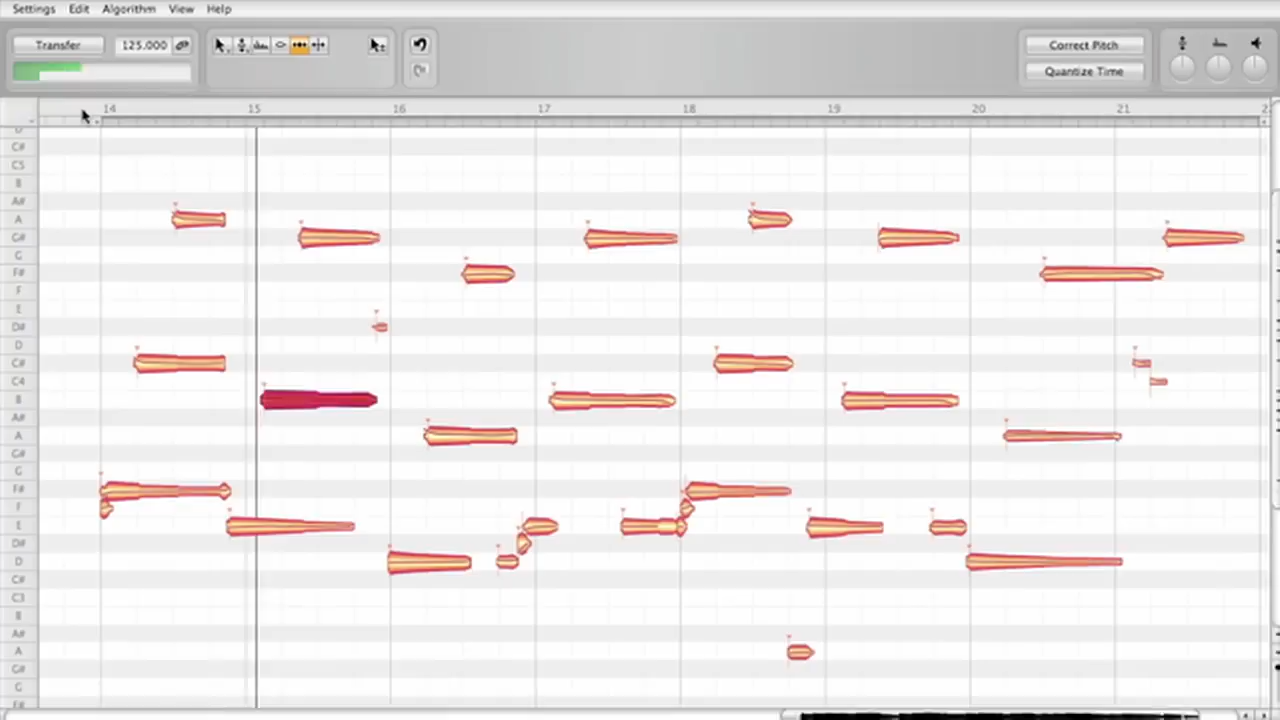 Settings Edit Algorithm View Help
Transfer 125.000 Correct Pitch
Quantize Time
14 15 16 17 18 19 20 21
C#
C5
B
A#
A
G#
G
F#
F
E
D#
D
C#
C4
B
A#
A
G#
G
F#
F
E
D#
D
C#
C3
B
A#
A
G#
G
F#